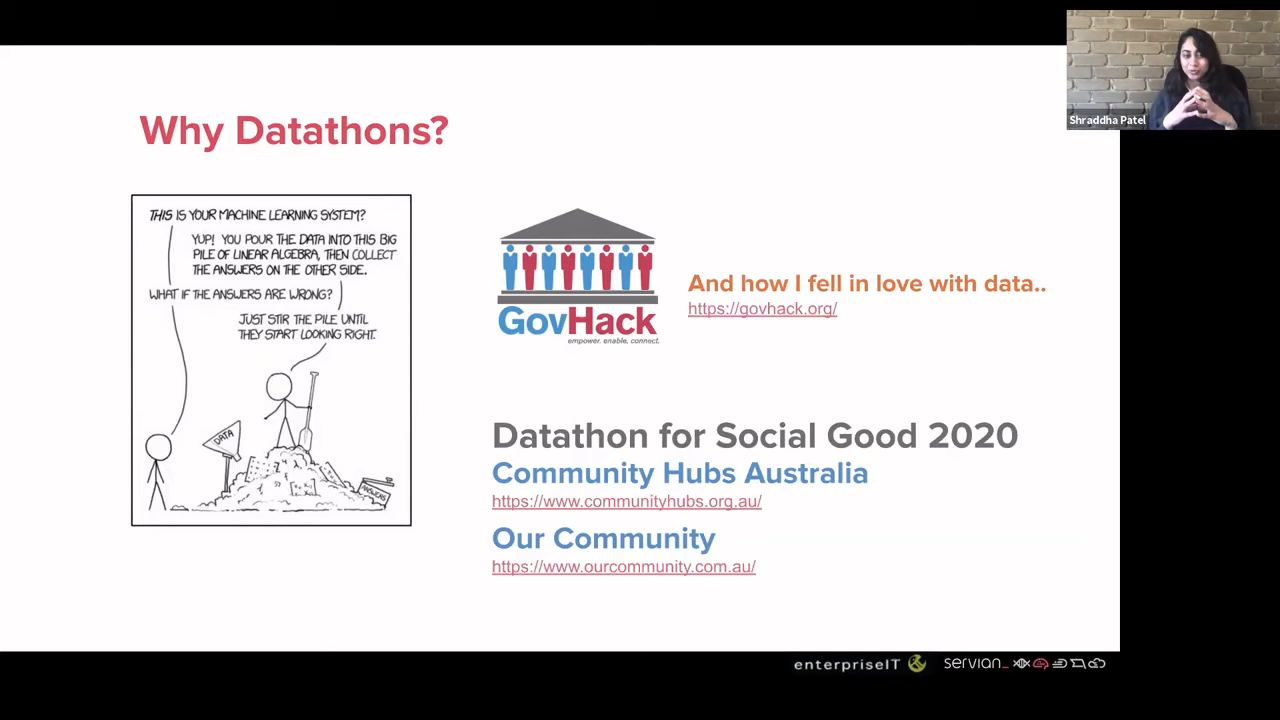 Shraddha Patel
Why Datathons?
THIS IS YOUR MACHINE LEARNING SYSTEM?
YUP! YOU POUR THE DATA INTO THIS BIG
PILE OF LINEAR ALGEBRA, THEN COLLECT
THE ANSWERS ON THE OTHER SIDE.
WHAT IF THE ANSWERS ARE WRONG?
JUST STIR THE PILE UNTIL
THEY START LOOKING RIGHT.
DATA
ANSWERS
GovHack
empower. enable. connect.
And how I fell in love with data..
https://govhack.org/
Datathon for Social Good 2020
Community Hubs Australia
https://www.communityhubs.org.au/
Our Community
https://www.ourcommunity.com.au/
enterpriseIT
servian_